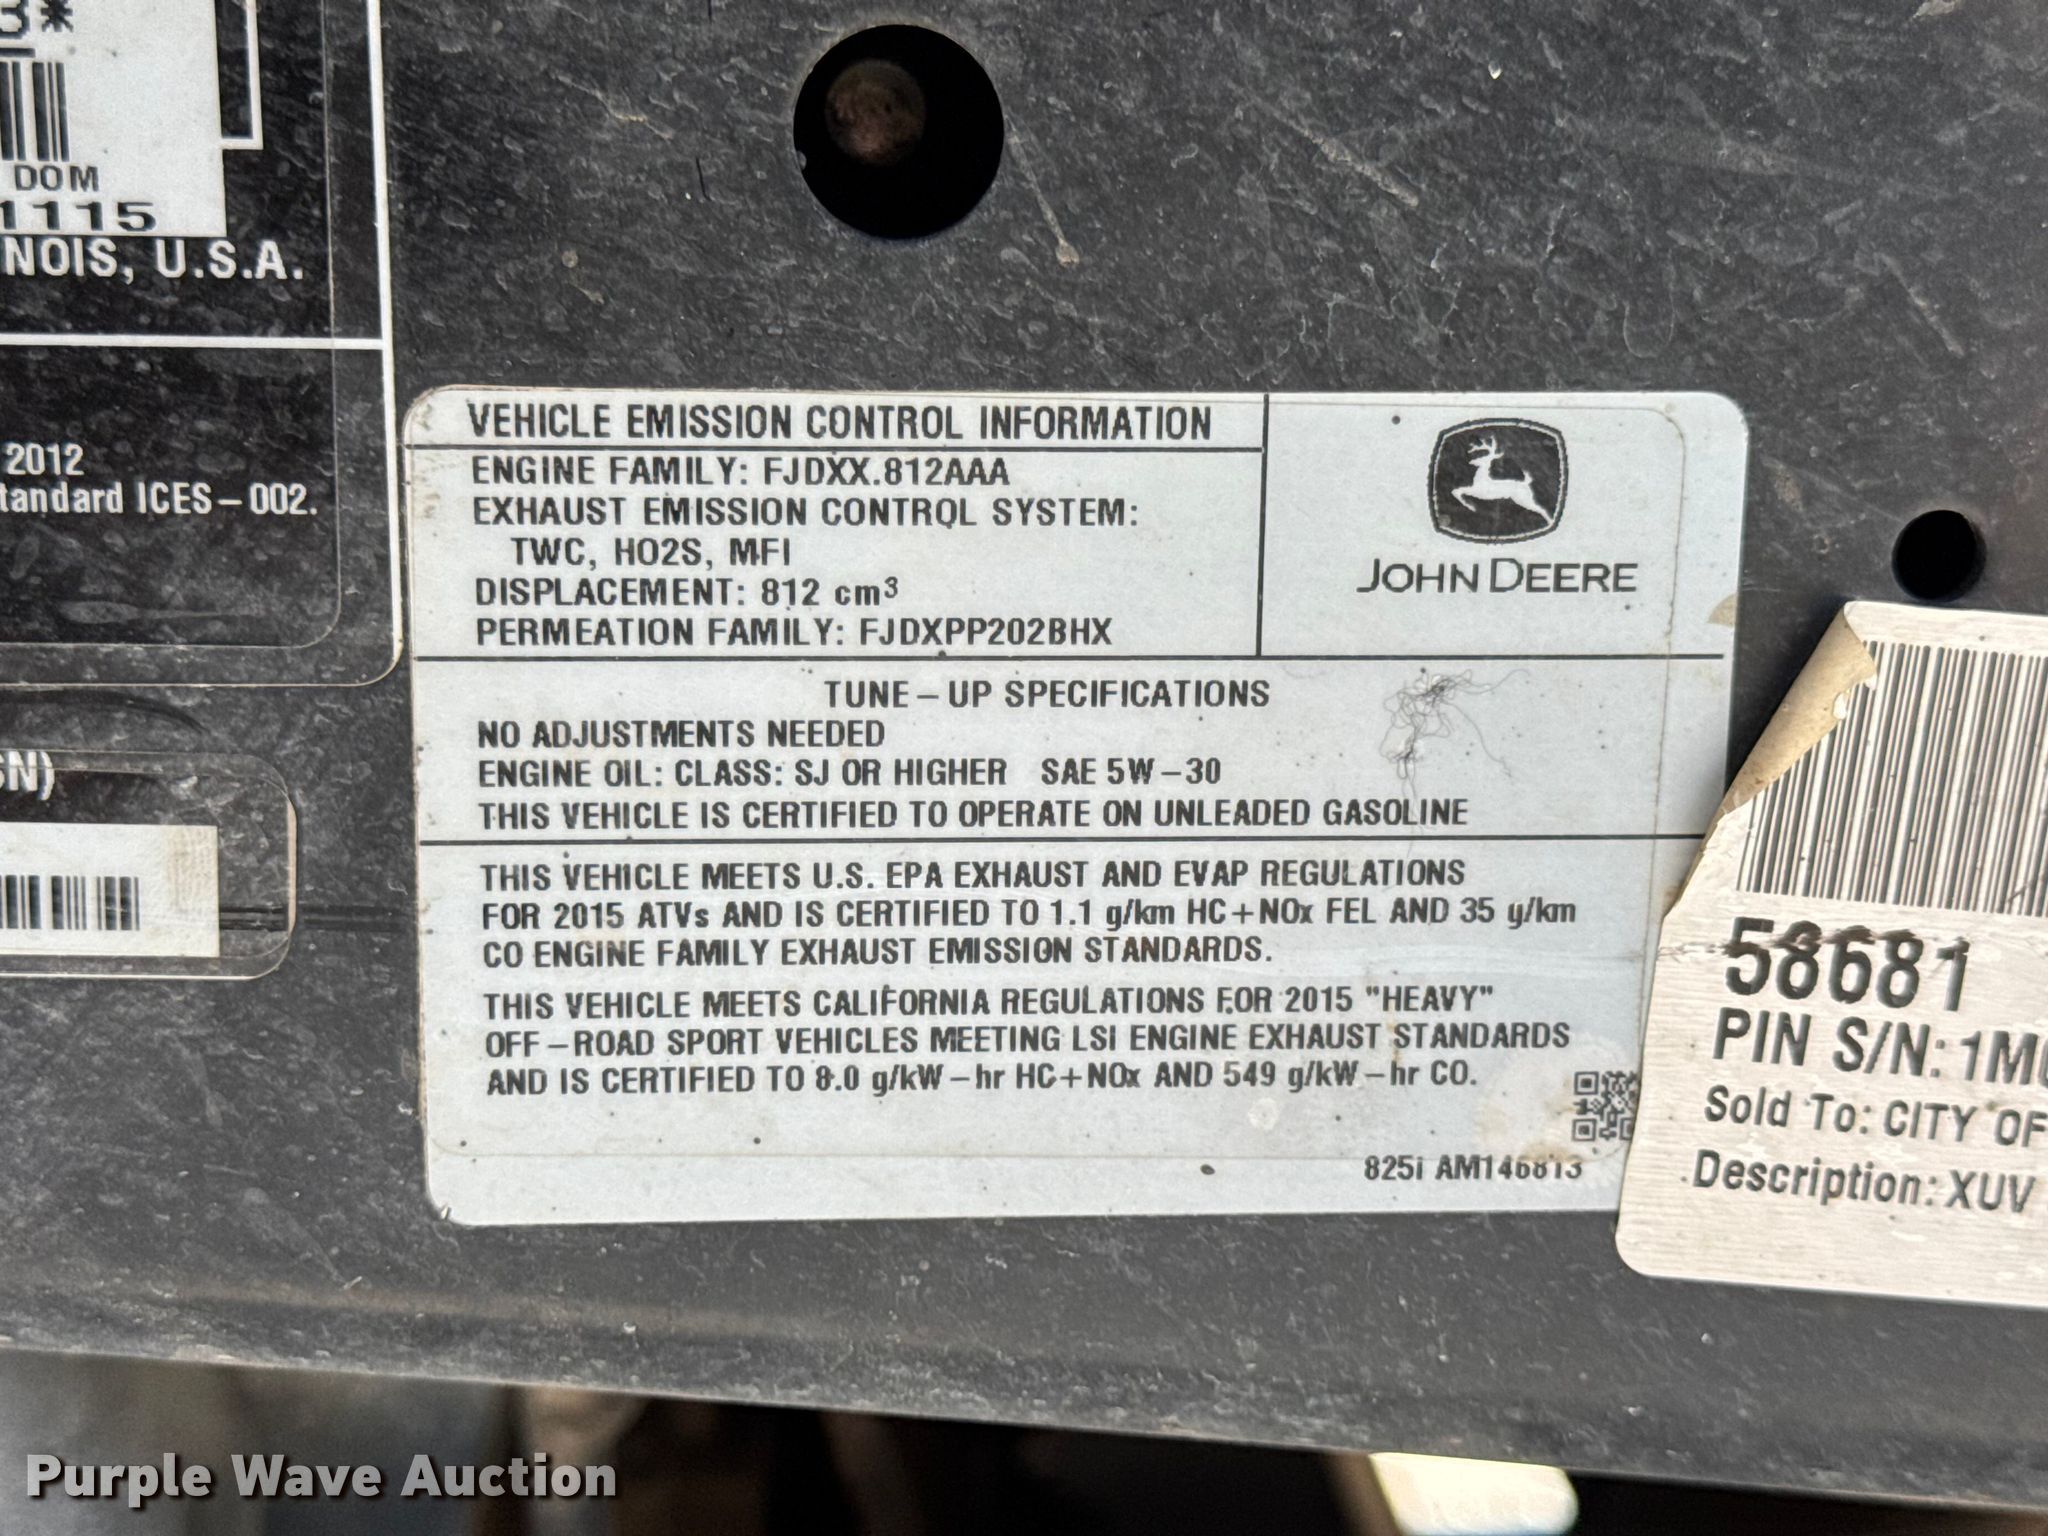 3*
DOM
1115
NOIS, U.S.A.
2012
tandard ICES-002.
SN)
VEHICLE EMISSION CONTROL INFORMATION
ENGINE FAMILY: FJDXX.812AAA
EXHAUST EMISSION CONTROL SYSTEM:
TWC, HO2S, MFI
DISPLACEMENT: 812 cm³
PERMEATION FAMILY: FJDXPP202BHX
JOHN DEERE
TUNE-UP SPECIFICATIONS
NO ADJUSTMENTS NEEDED
ENGINE OIL: CLASS: SJ OR HIGHER SAE 5W-30
THIS VEHICLE IS CERTIFIED TO OPERATE ON UNLEADED GASOLINE
THIS VEHICLE MEETS U.S. EPA EXHAUST AND EVAP REGULATIONS
FOR 2015 ATVs AND IS CERTIFIED TO 1.1 g/km HC+NOx FEL AND 35 g/km
CO ENGINE FAMILY EXHAUST EMISSION STANDARDS.
THIS VEHICLE MEETS CALIFORNIA REGULATIONS FOR 2015 "HEAVY"
OFF-ROAD SPORT VEHICLES MEETING LSI ENGINE EXHAUST STANDARDS
AND IS CERTIFIED TO 8.0 g/kW-hr HC+NOx AND 549 g/kW-hr CO.
825i AM146813
58681
PIN S/N: 1M0
Sold To: CITY OF
Description: XUV
Purple Wave Auction